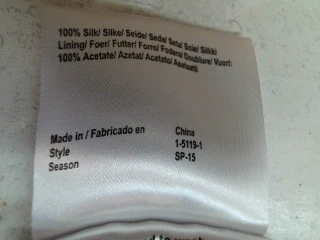 100% Silk/ Silke/ Seide/ Seda/ Seta/ Soie/ Silkki
Lining/ Foer/ Futter/ Forro/ Fodera/ Doublure/ Vuori:
100% Acetate/ Azetat/ Acetato/ Asetaatti
Made in / Fabricado en China
Style 1-5119-1
Season SP-15